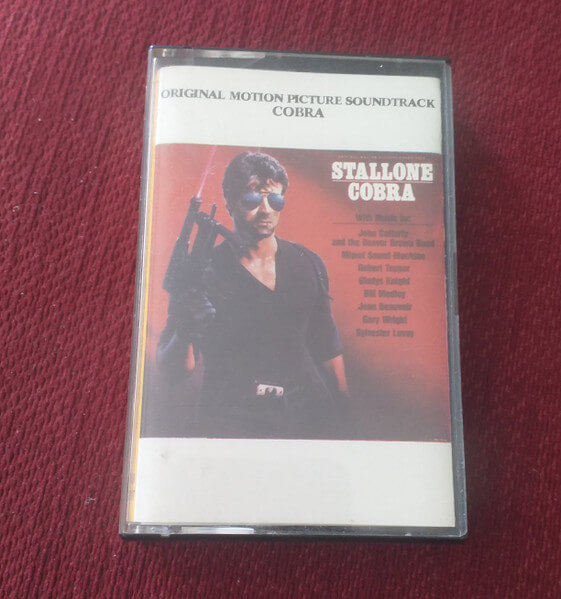 ORIGINAL MOTION PICTURE SOUNDTRACK
COBRA
STALLONE
COBRA
With Music by:
John Cafferty
and the Beaver Brown Band
Miami Sound Machine
Robert Tepper
Gladys Knight
Bill Medley
Jean Beauvoir
Gary Wright
Sylvester Levay